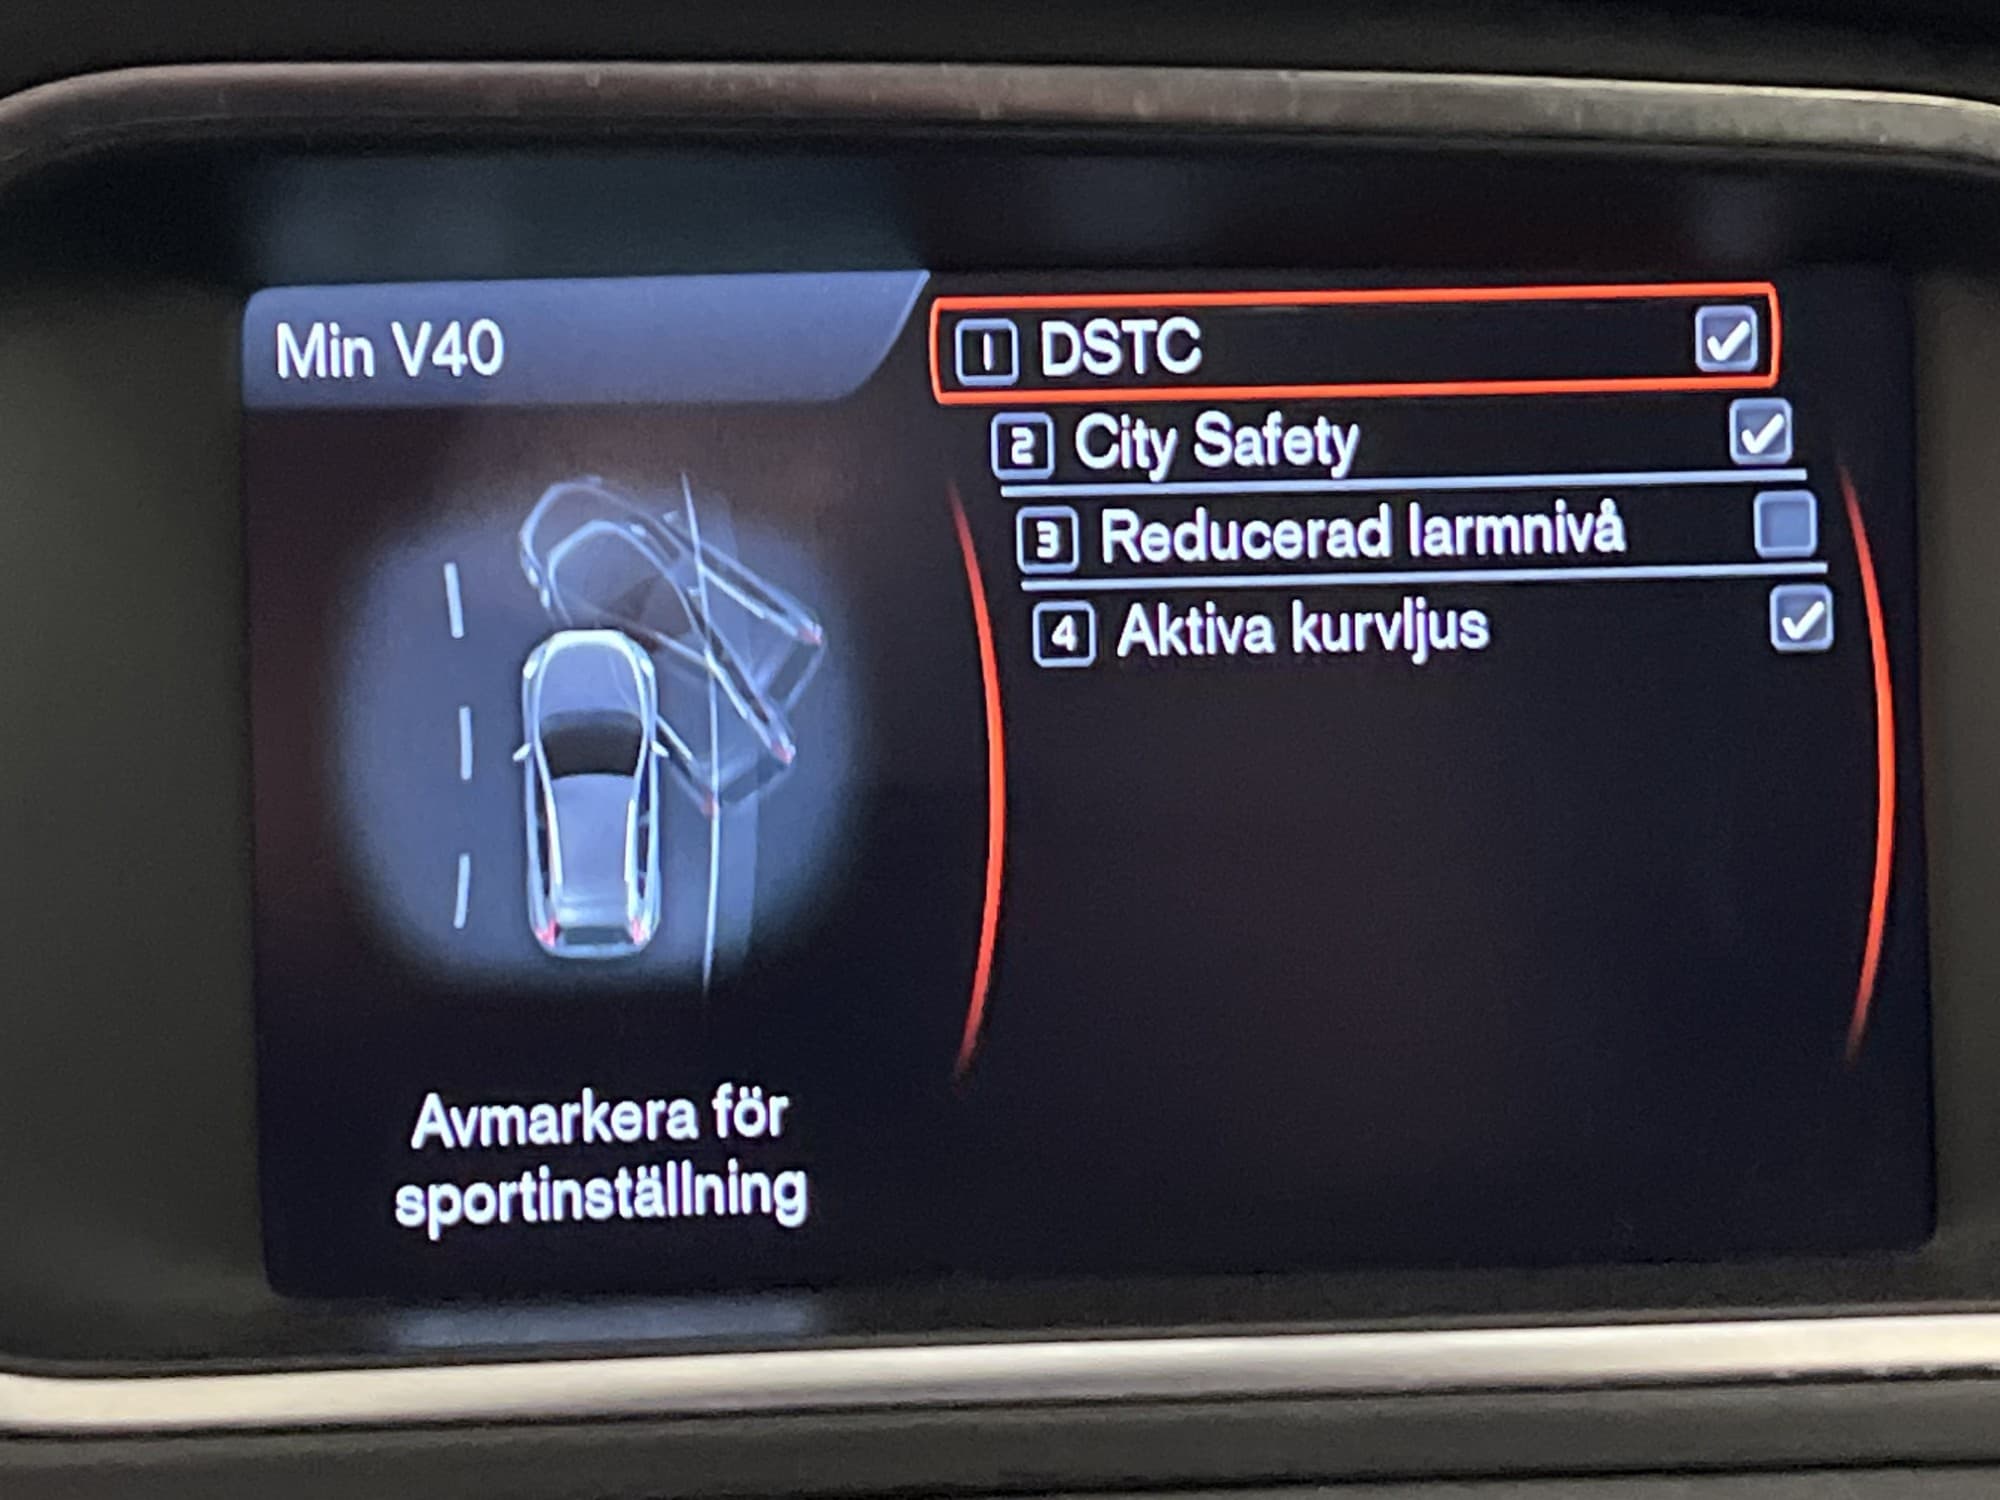 Min V40
1 DSTC
2 City Safety
3 Reducerad larmnivå
4 Aktiva kurvljus
Avmarkera för
sportinställning